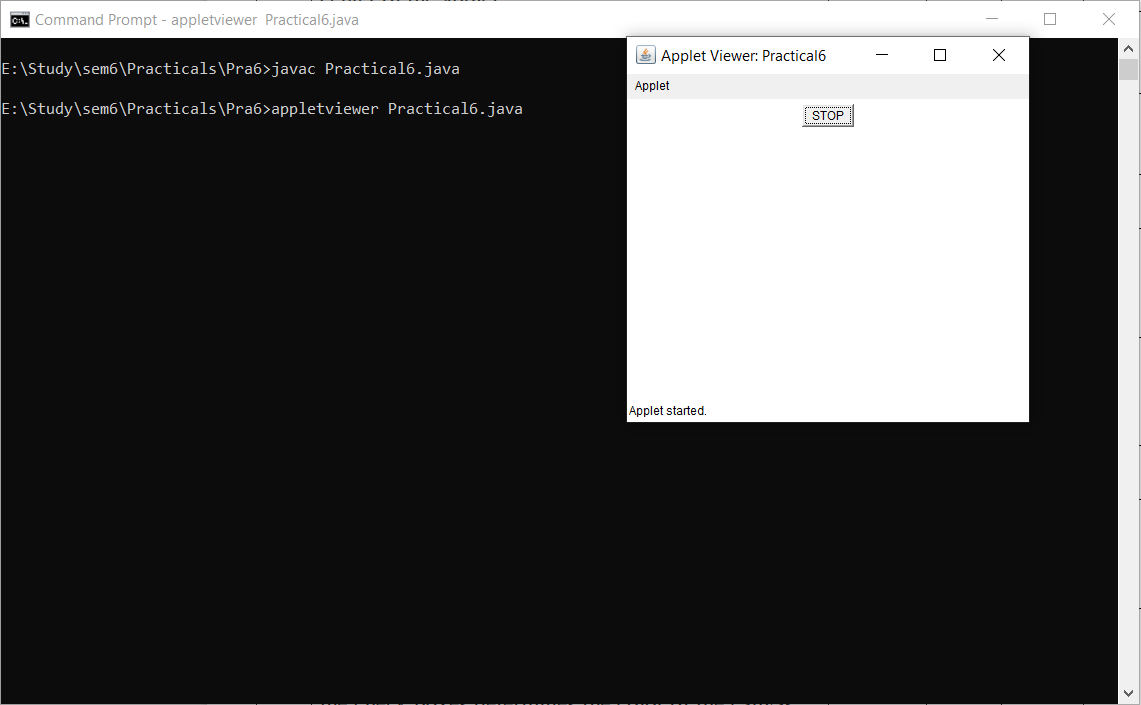 Command Prompt - appletviewer  Practical6.java
E:\Study\sem6\Practicals\Pra6>javac Practical6.java
E:\Study\sem6\Practicals\Pra6>appletviewer Practical6.java
Applet Viewer: Practical6
Applet
STOP
Applet started.